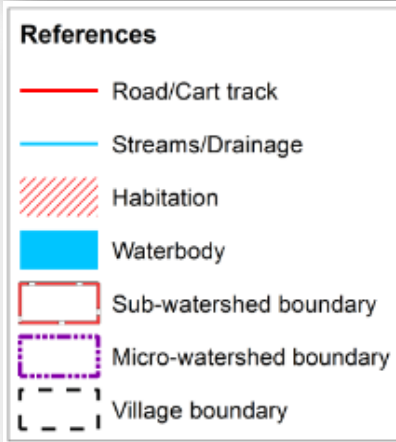 References
Road/Cart track
Streams/Drainage
Habitation
Waterbody
Sub-watershed boundary
Micro-watershed boundary
Village boundary